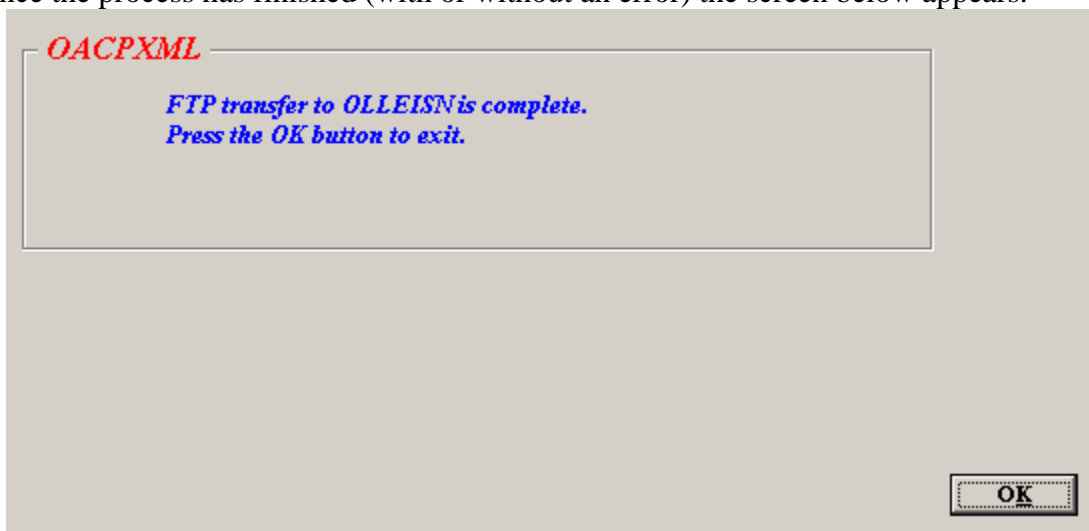 the process has finished (with or without an error) the screen below appears.
OACPXML
FTP transfer to OLLEISN is complete.
Press the OK button to exit.
OK